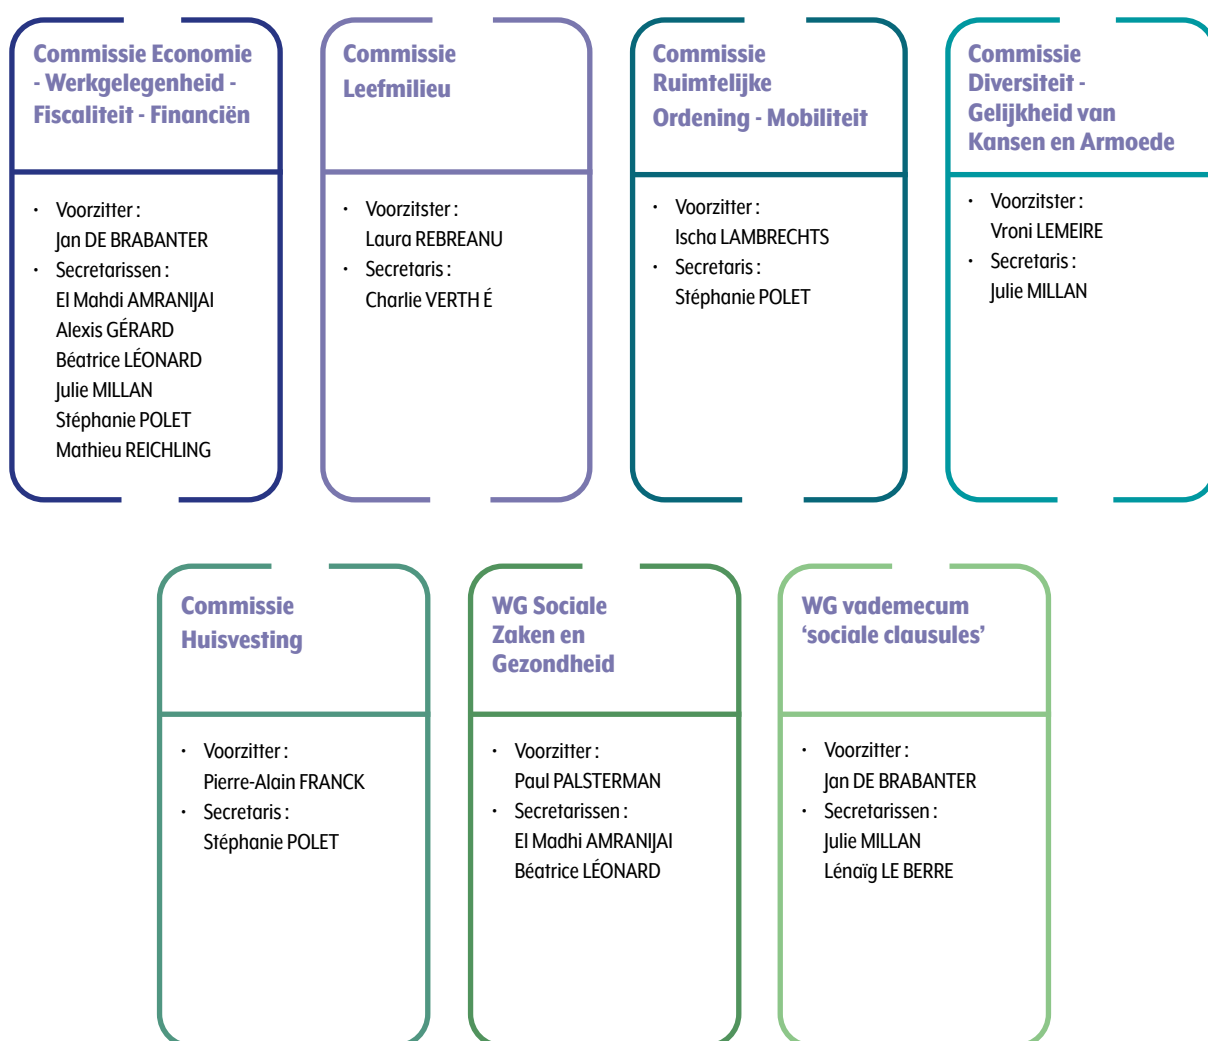 Commissie Economie
- Werkgelegenheid -
Fiscaliteit - Financiën
• Voorzitter :
Jan DE BRABANTER
• Secretarissen :
El Mahdi AMRANIJAI
Alexis GÉRARD
Béatrice LÉONARD
Julie MILLAN
Stéphanie POLET
Mathieu REICHLING
Commissie
Leefmilieu
• Voorzitster :
Laura REBREANU
• Secretaris :
Charlie VERTH É
Commissie
Ruimtelijke
Ordening - Mobiliteit
• Voorzitter :
Ischa LAMBRECHTS
• Secretaris :
Stéphanie POLET
Commissie
Diversiteit -
Gelijkheid van
Kansen en Armoede
• Voorzitster :
Vroni LEMEIRE
• Secretaris :
Julie MILLAN
Commissie
Huisvesting
• Voorzitter :
Pierre-Alain FRANCK
• Secretaris :
Stéphanie POLET
WG Sociale
Zaken en
Gezondheid
• Voorzitter :
Paul PALSTERMAN
• Secretarissen :
El Madhi AMRANIJAI
Béatrice LÉONARD
WG vademecum
‘sociale clausules’
• Voorzitter :
Jan DE BRABANTER
• Secretarissen :
Julie MILLAN
Lénaïg LE BERRE